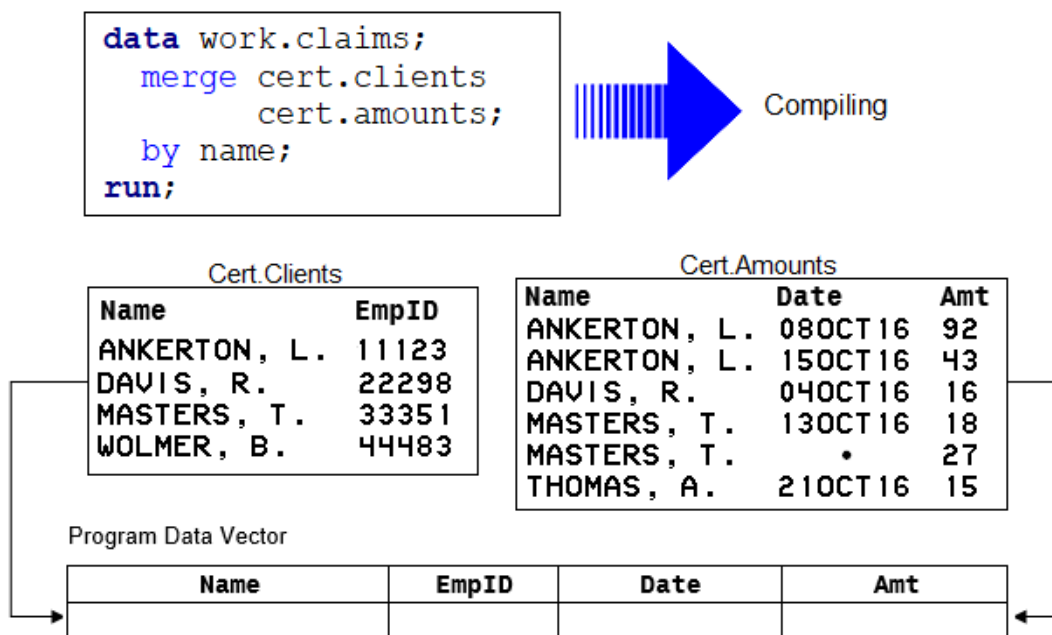 data work.claims;
merge cert.clients
cert.amounts;
by name;
run;
Compiling
Cert.Clients
Name EmpID
ANKERTON, L. 11123
DAVIS, R. 22298
MASTERS, T. 33351
WOLMER, B. 44483
Cert.Amounts
Name Date Amt
ANKERTON, L. 08OCT16 92
ANKERTON, L. 15OCT16 43
DAVIS, R. 04OCT16 16
MASTERS, T. 13OCT16 18
MASTERS, T. • 27
THOMAS, A. 21OCT16 15
Program Data Vector
Name EmpID Date Amt